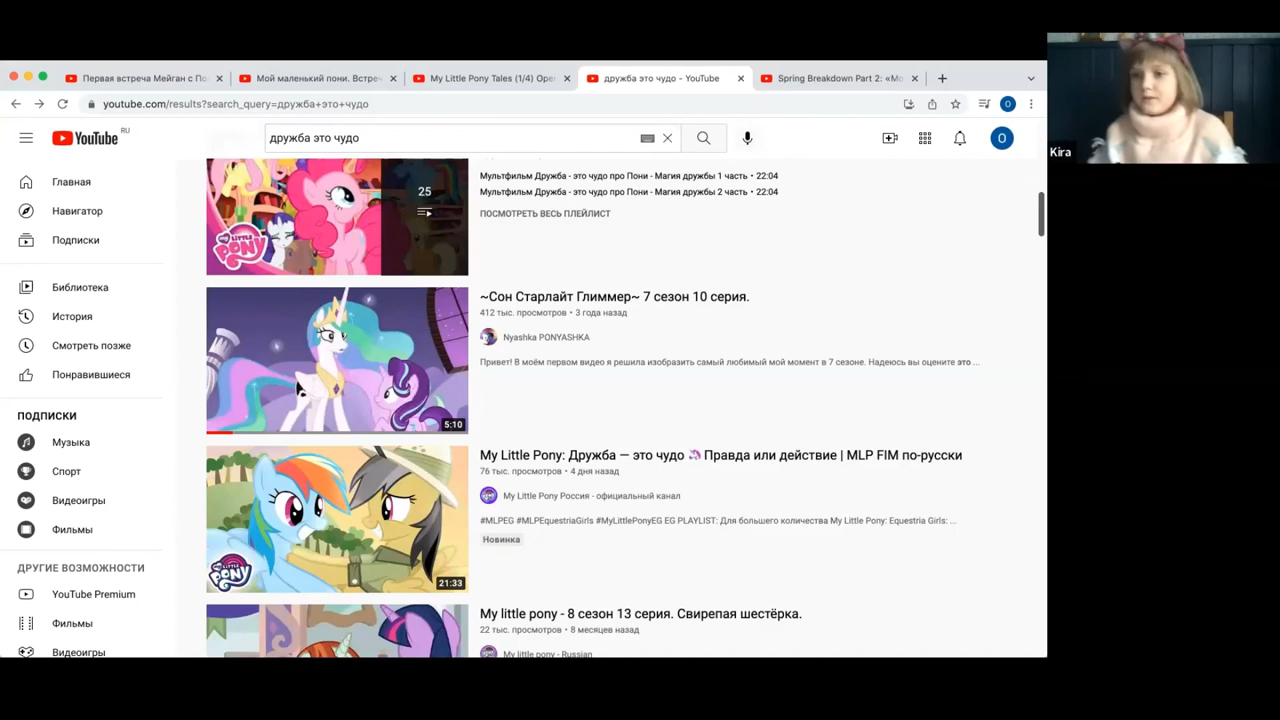 Первая встреча Мейган с По
Мой маленький пони. Встреч
My Little Pony Tales (1/4) Oper
дружба это чудо - YouTube
Spring Breakdown Part 2: «Мо
youtube.com/results?search_query=дружба+это+чудо
O
YouTube RU
дружба это чудо
O
Kira
Главная
Навигатор
Подписки
Библиотека
История
Смотреть позже
Понравившиеся
ПОДПИСКИ
Музыка
Спорт
Видеоигры
Фильмы
ДРУГИЕ ВОЗМОЖНОСТИ
YouTube Premium
Фильмы
Видеоигры
25
MY LITTLE PONY
Мультфильм Дружба - это чудо про Пони - Магия дружбы 1 часть • 22:04
Мультфильм Дружба - это чудо про Пони - Магия дружбы 2 часть • 22:04
ПОСМОТРЕТЬ ВЕСЬ ПЛЕЙЛИСТ
5:10
~Сон Старлайт Глиммер~ 7 сезон 10 серия.
412 тыс. просмотров • 3 года назад
Nyashka PONYASHKA
Привет! В моём первом видео я решила изобразить самый любимый мой момент в 7 сезоне. Надеюсь вы оцените это ...
MY LITTLE PONY
21:33
My Little Pony: Дружба — это чудо 🦄 Правда или действие | MLP FIM по-русски
76 тыс. просмотров • 4 дня назад
My Little Pony Россия - официальный канал
#MLPEG #MLPEquestriaGirls #MyLittlePonyEG EG PLAYLIST: Для большего количества My Little Pony: Equestria Girls: ...
Новинка
My little pony - 8 сезон 13 серия. Свирепая шестёрка.
22 тыс. просмотров • 8 месяцев назад
My little pony - Russian